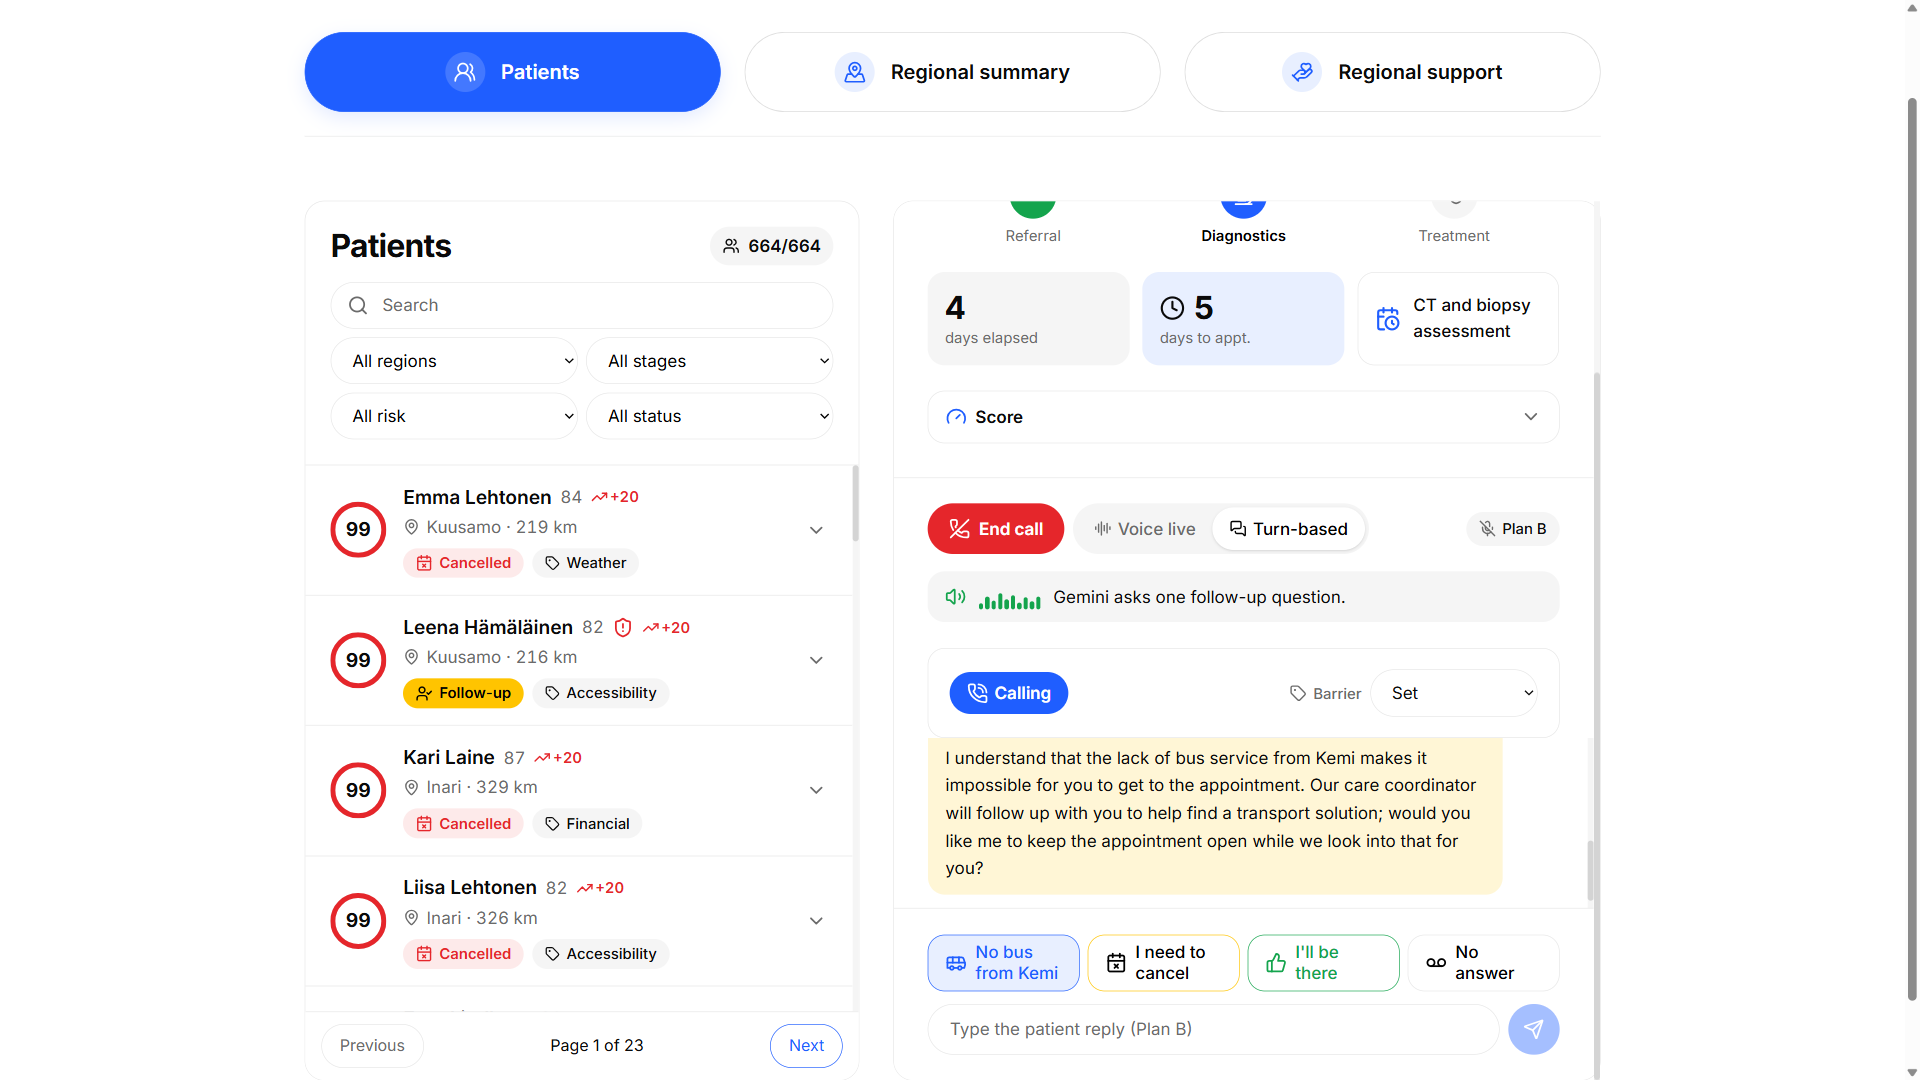 Patients
Regional summary
Regional support
Patients
664/664
Search
All regions
All stages
All risk
All status
99
Emma Lehtonen 84 +20
Kuusamo · 219 km
Cancelled
Weather
99
Leena Hämäläinen 82 +20
Kuusamo · 216 km
Follow-up
Accessibility
99
Kari Laine 87 +20
Inari · 329 km
Cancelled
Financial
99
Liisa Lehtonen 82 +20
Inari · 326 km
Cancelled
Accessibility
Previous
Page 1 of 23
Next
Referral
Diagnostics
Treatment
4
days elapsed
5
days to appt.
CT and biopsy
assessment
Score
End call
Voice live
Turn-based
Plan B
Gemini asks one follow-up question.
Calling
Barrier
Set
I understand that the lack of bus service from Kemi makes it
impossible for you to get to the appointment. Our care coordinator
will follow up with you to help find a transport solution; would you
like me to keep the appointment open while we look into that for
you?
No bus
from Kemi
I need to
cancel
I'll be
there
No
answer
Type the patient reply (Plan B)